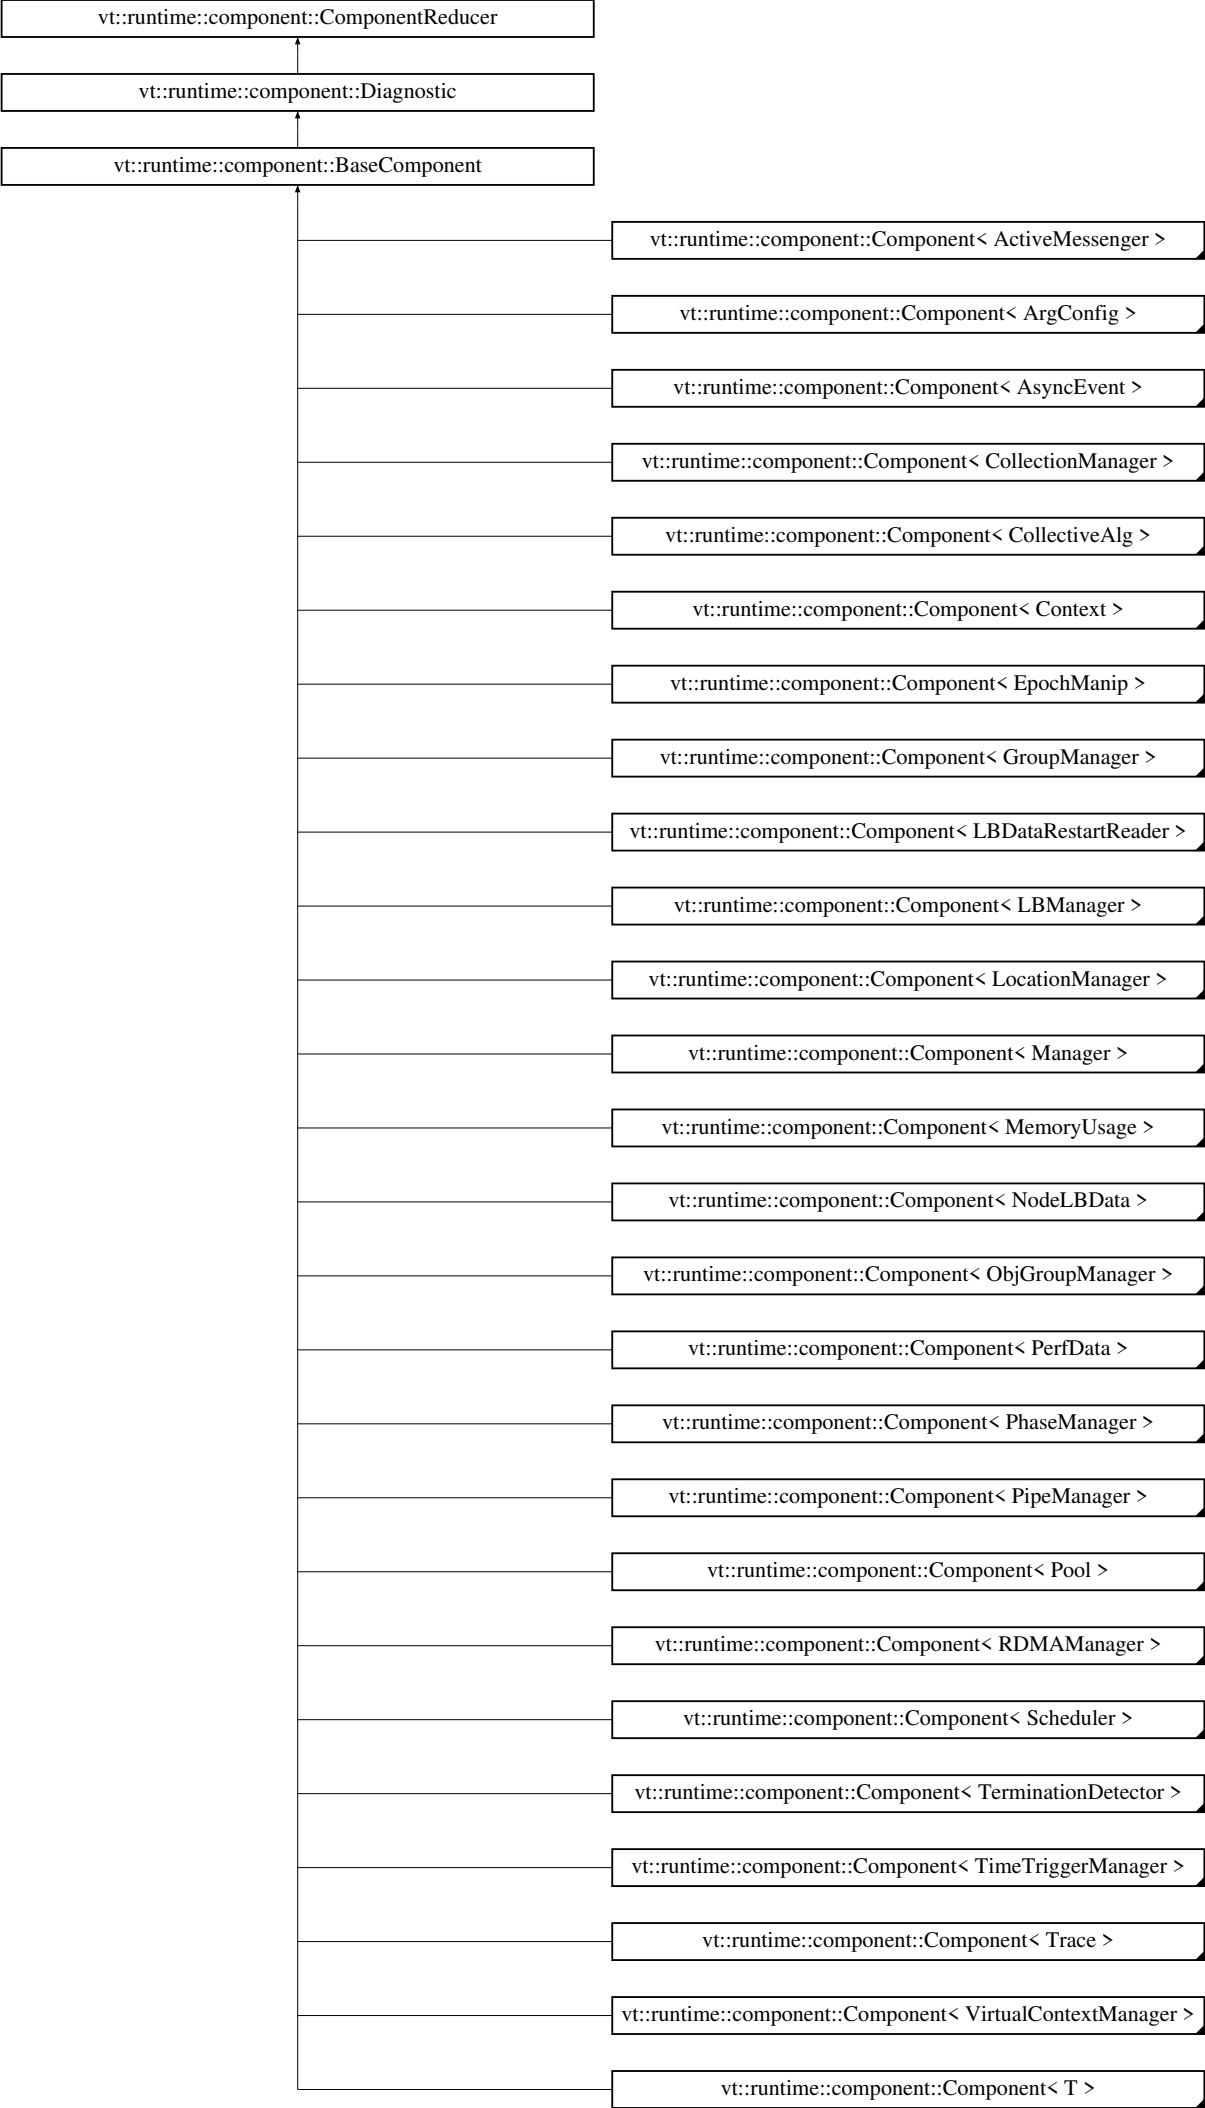 vt::runtime::component::ComponentReducer
vt::runtime::component::Diagnostic
vt::runtime::component::BaseComponent
vt::runtime::component::Component< ActiveMessenger >
vt::runtime::component::Component< ArgConfig >
vt::runtime::component::Component< AsyncEvent >
vt::runtime::component::Component< CollectionManager >
vt::runtime::component::Component< CollectiveAlg >
vt::runtime::component::Component< Context >
vt::runtime::component::Component< EpochManip >
vt::runtime::component::Component< GroupManager >
vt::runtime::component::Component< LBDataRestartReader >
vt::runtime::component::Component< LBManager >
vt::runtime::component::Component< LocationManager >
vt::runtime::component::Component< Manager >
vt::runtime::component::Component< MemoryUsage >
vt::runtime::component::Component< NodeLBData >
vt::runtime::component::Component< ObjGroupManager >
vt::runtime::component::Component< PerfData >
vt::runtime::component::Component< PhaseManager >
vt::runtime::component::Component< PipeManager >
vt::runtime::component::Component< Pool >
vt::runtime::component::Component< RDMAManager >
vt::runtime::component::Component< Scheduler >
vt::runtime::component::Component< TerminationDetector >
vt::runtime::component::Component< TimeTriggerManager >
vt::runtime::component::Component< Trace >
vt::runtime::component::Component< VirtualContextManager >
vt::runtime::component::Component< T >